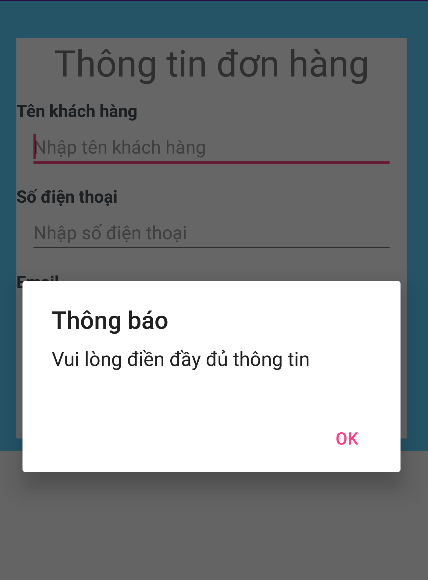 Thông tin đơn hàng
Tên khách hàng
Nhập tên khách hàng
Số điện thoại
Nhập số điện thoại
Email
Thông báo
Vui lòng điền đầy đủ thông tin
OK